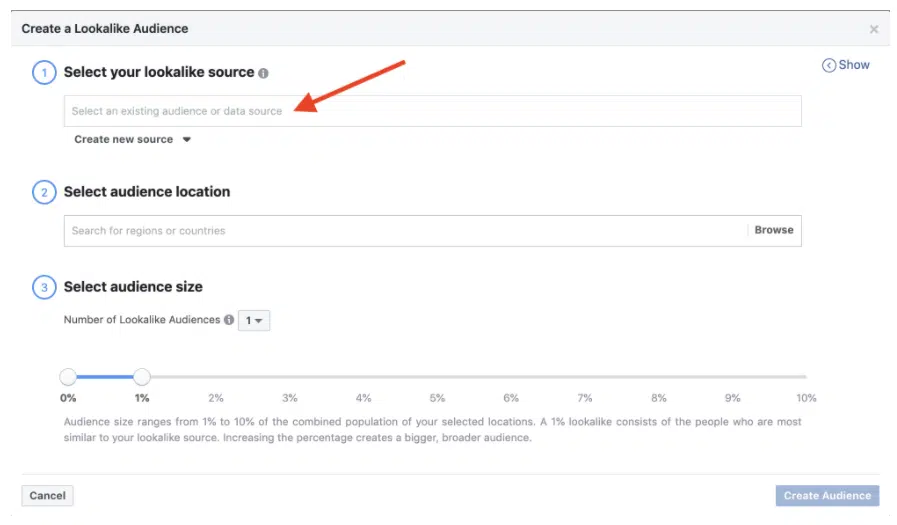 Create a Lookalike Audience
×
1 Select your lookalike source
Show
Select an existing audience or data source
Create new source
2 Select audience location
Search for regions or countries
Browse
3 Select audience size
Number of Lookalike Audiences 1
0% 1% 2% 3% 4% 5% 6% 7% 8% 9% 10%
Audience size ranges from 1% to 10% of the combined population of your selected locations. A 1% lookalike consists of the people who are most
similar to your lookalike source. Increasing the percentage creates a bigger, broader audience.
Cancel
Create Audience